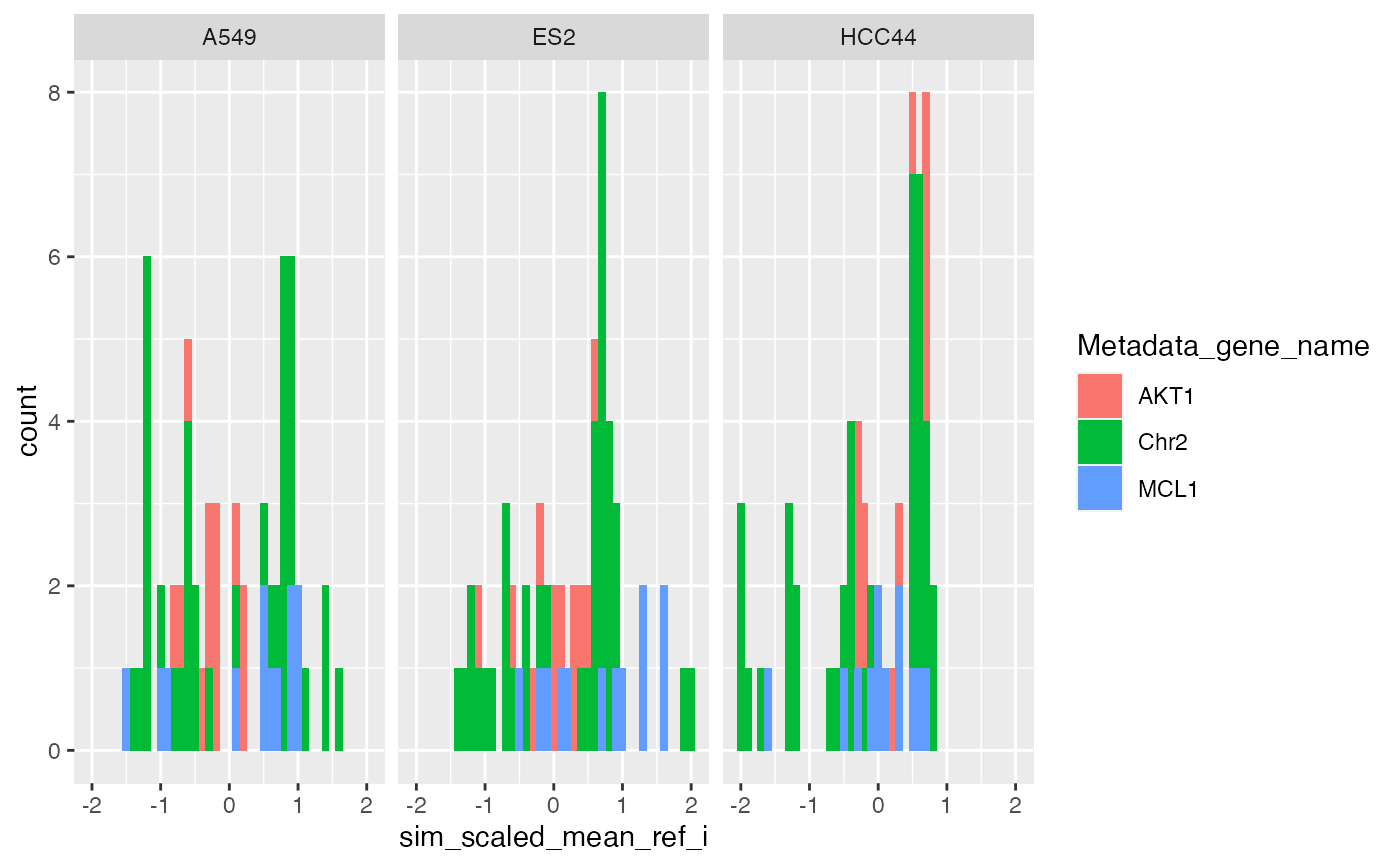 A549 ES2 HCC44
8
6
4
2
0
count
-2 -1 0 1 2 -2 -1 0 1 2 -2 -1 0 1 2
sim_scaled_mean_ref_i
Metadata_gene_name
AKT1
Chr2
MCL1